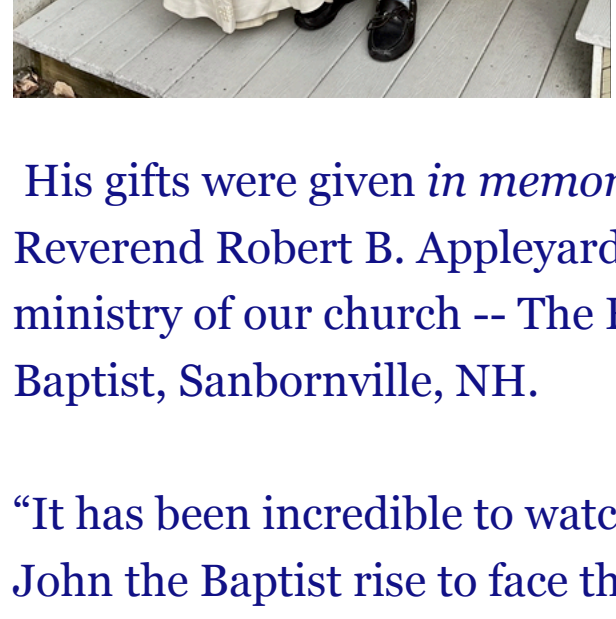 His gifts were given in memor
Reverend Robert B. Appleyard
ministry of our church -- The
Baptist, Sanbornville, NH.
“It has been incredible to watc
John the Baptist rise to face th